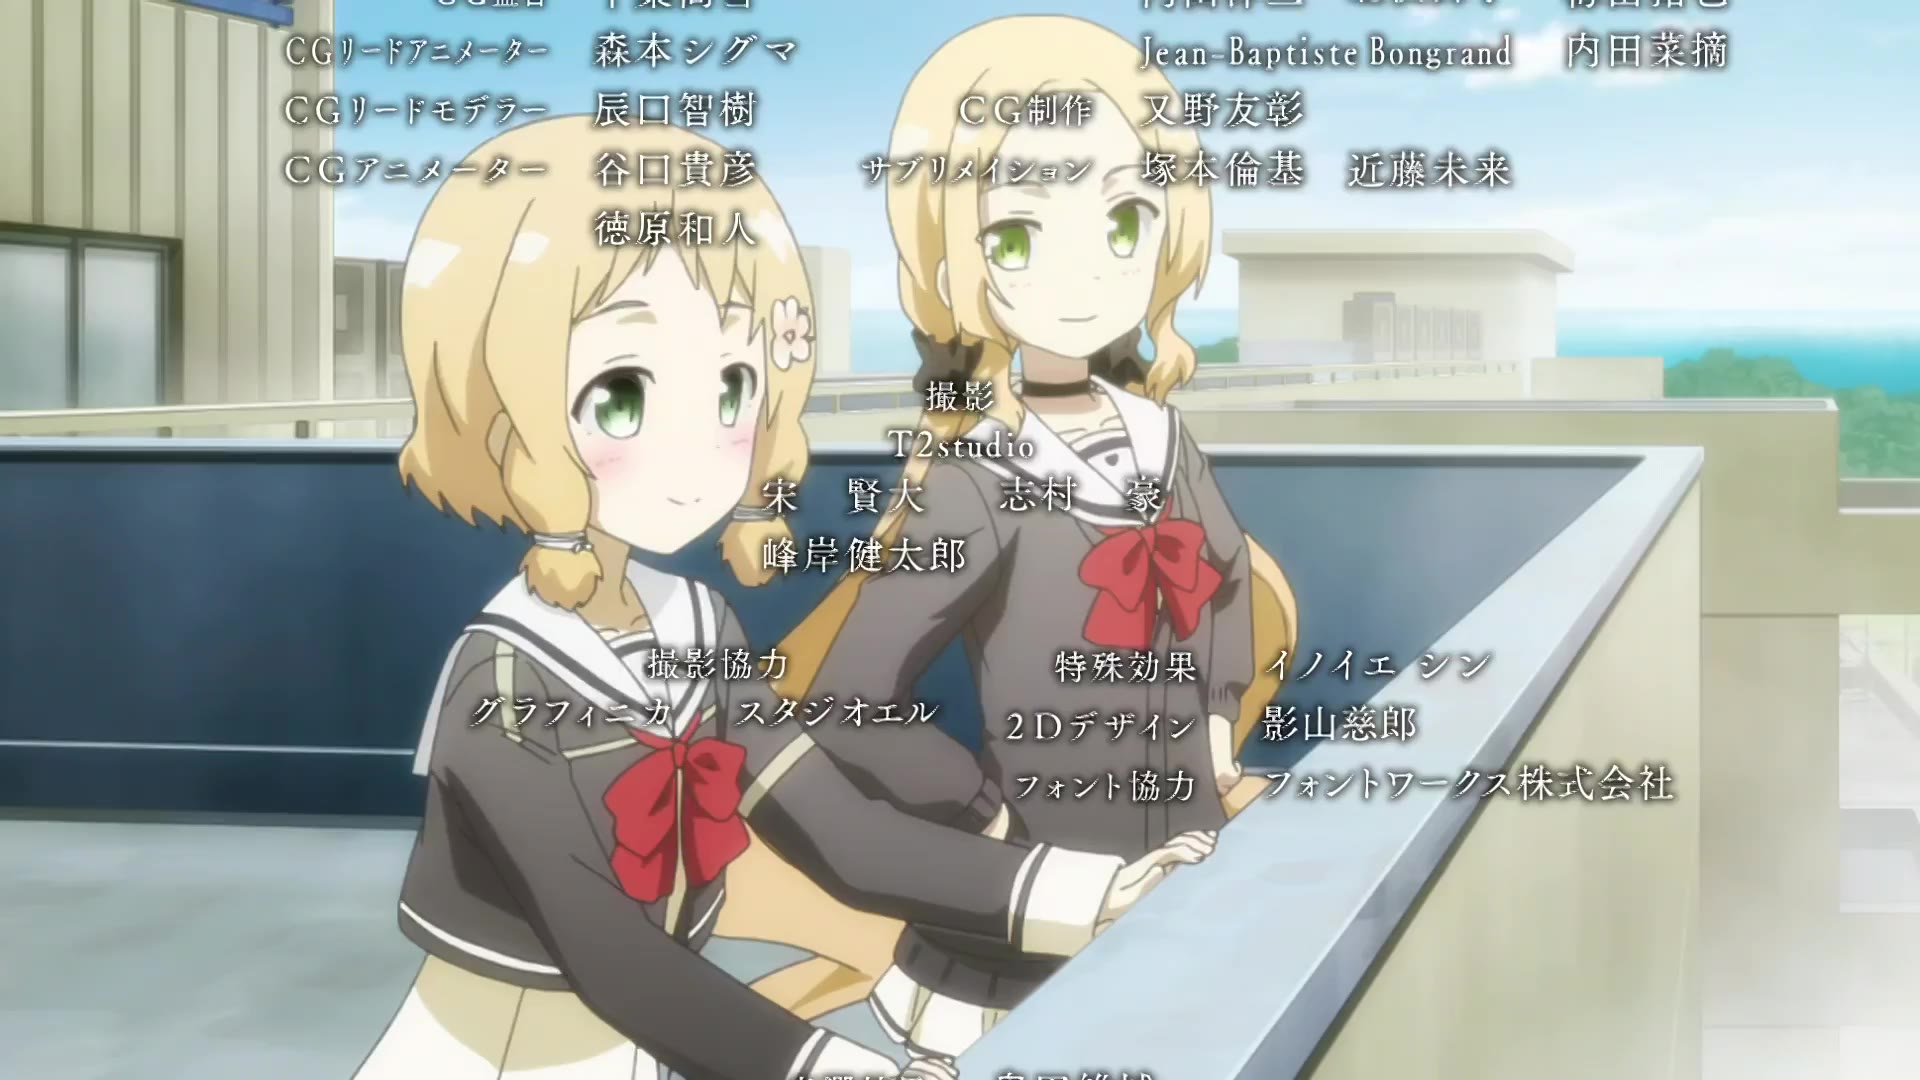 CGリードアニメーター　森本シグマ　Jean-Baptiste Bongrand　内田菜摘
CGリードモデラー　辰口智樹　CG制作　又野友彰
CGアニメーター　谷口貴彦　サブリメイション　塚本倫基　近藤未来
徳原和人
撮影
T2studio
宋　賢大　志村　豪
峰岸健太郎
撮影協力　特殊効果　イノイエ シン
グラフィニカ　スタジオエル　2Dデザイン　影山慈郎
フォント協力　フォントワークス株式会社